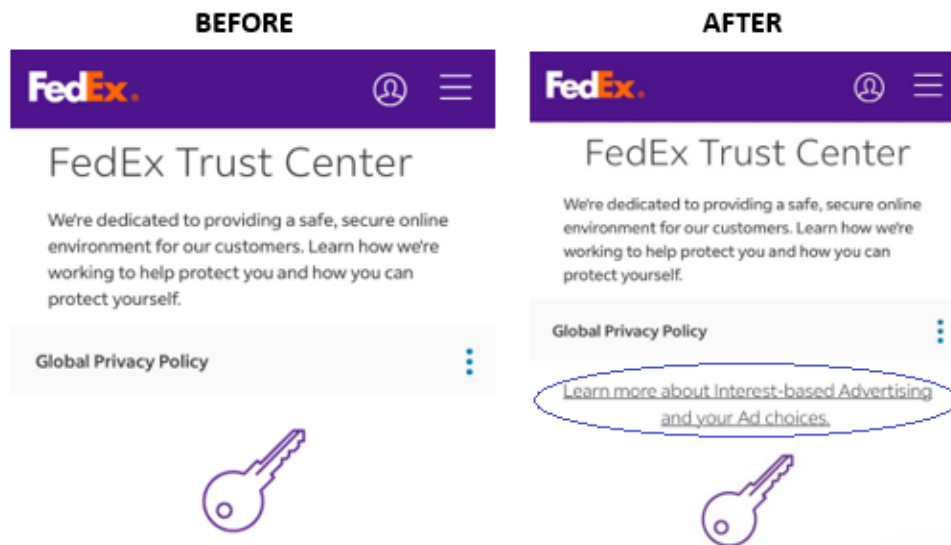 BEFORE
FedEx.
FedEx Trust Center
We're dedicated to providing a safe, secure online
environment for our customers. Learn how we're
working to help protect you and how you can
protect yourself.
Global Privacy Policy
AFTER
FedEx.
FedEx Trust Center
We're dedicated to providing a safe, secure online
environment for our customers. Learn how we're
working to help protect you and how you can
protect yourself.
Global Privacy Policy
Learn more about Interest-based Advertising
and your Ad choices.